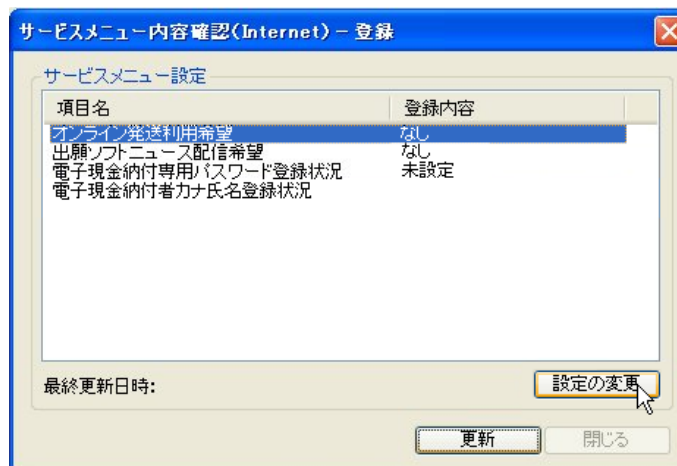 サービスメニュー内容確認(Internet) − 登録
サービスメニュー設定
項目名 登録内容
オンライン発送利用希望 なし
出願ソフトニュース配信希望 なし
電子現金納付専用パスワード登録状況 未設定
電子現金納付者カナ氏名登録状況
最終更新日時:
設定の変更
更新 閉じる